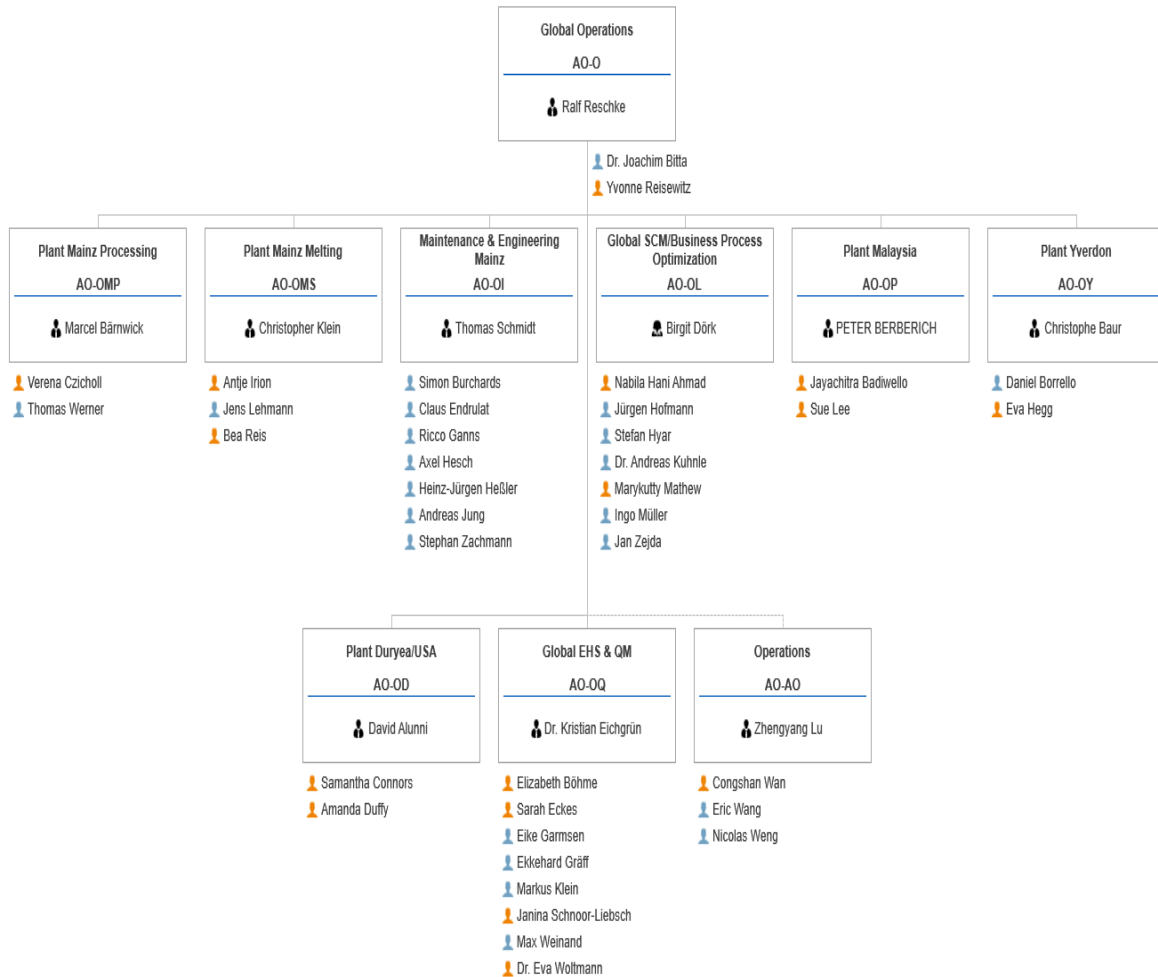 Global Operations
AO-O
Ralf Reschke
Dr. Joachim Bitta
Yvonne Reisewitz
Plant Mainz Processing
AO-OMP
Marcel Bärnwick
Verena Czicholl
Thomas Werner
Plant Mainz Melting
AO-OMS
Christopher Klein
Antje Irion
Jens Lehmann
Bea Reis
Maintenance & Engineering
Mainz
AO-OI
Thomas Schmidt
Simon Burchards
Claus Endrulat
Ricco Ganns
Axel Hesch
Heinz-Jürgen Heßler
Andreas Jung
Stephan Zachmann
Global SCM/Business Process
Optimization
AO-OL
Birgit Dörk
Nabila Hani Ahmad
Jürgen Hofmann
Stefan Hyar
Dr. Andreas Kuhnle
Marykutty Mathew
Ingo Müller
Jan Zejda
Plant Malaysia
AO-OP
PETER BERBERICH
Jayachitra Badiwello
Sue Lee
Plant Yverdon
AO-OY
Christophe Baur
Daniel Borrello
Eva Hegg
Plant Duryea/USA
AO-OD
David Alunni
Samantha Connors
Amanda Duffy
Global EHS & QM
AO-OQ
Dr. Kristian Eichgrün
Elizabeth Böhme
Sarah Eckes
Eike Garmsen
Ekkehard Gräff
Markus Klein
Janina Schnoor-Liebsch
Max Weinand
Dr. Eva Woltmann
Operations
AO-AO
Zhengyang Lu
Congshan Wan
Eric Wang
Nicolas Weng